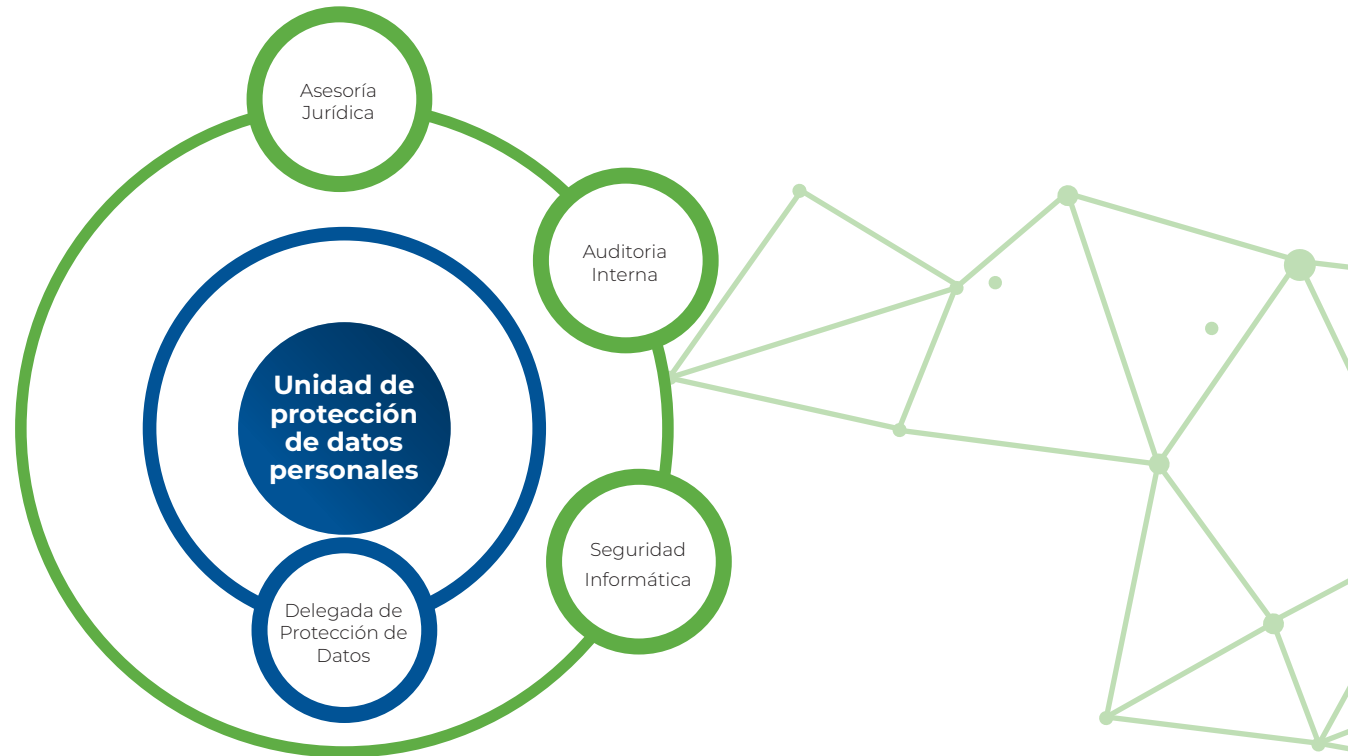 Asesoría
Jurídica
Auditoria
Interna
Unidad de
protección
de datos
personales
Seguridad
Informática
Delegada de
Protección de
Datos